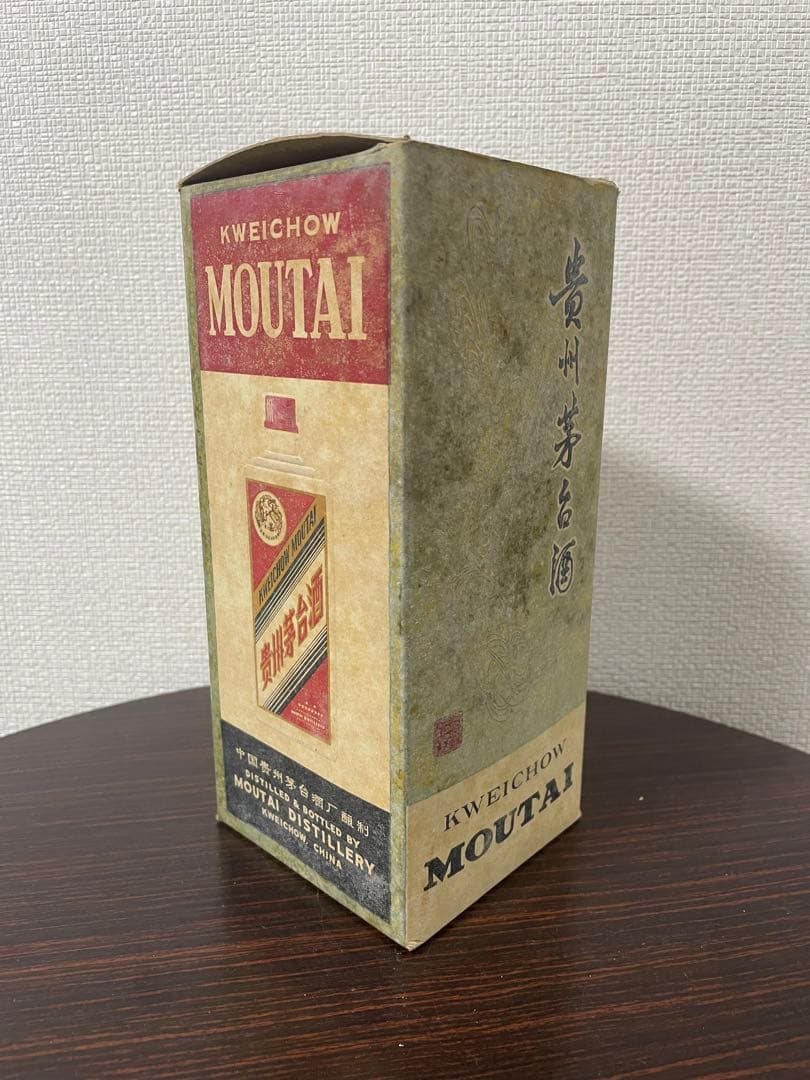 KWEICHOW
MOUTAI
KWEICHOW MOUTAI
贵州茅台酒
中国贵州茅台酒厂酿制
DISTILLED & BOTTLED BY
MOUTAI DISTILLERY
KWEICHOW, CHINA
貴州茅台酒
KWEICHOW
MOUTAI